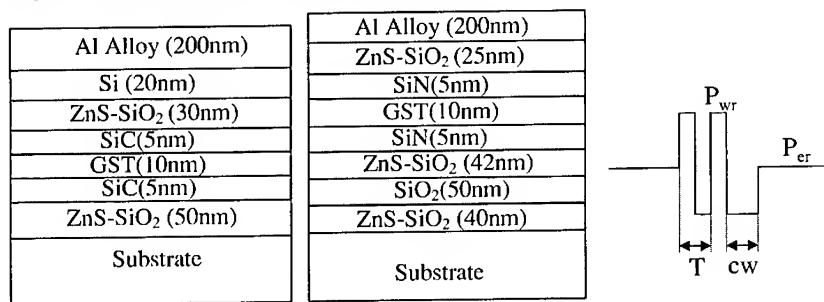 Al Alloy (200nm)
Si (20nm)
ZnS-SiO₂ (30nm)
SiC(5nm)
GST(10nm)
SiC(5nm)
ZnS-SiO₂ (50nm)
Substrate
Al Alloy (200nm)
ZnS-SiO₂ (25nm)
SiN(5nm)
GST(10nm)
SiN(5nm)
ZnS-SiO₂ (42nm)
SiO₂(50nm)
ZnS-SiO₂ (40nm)
Substrate
P_wr
P_er
T
cw